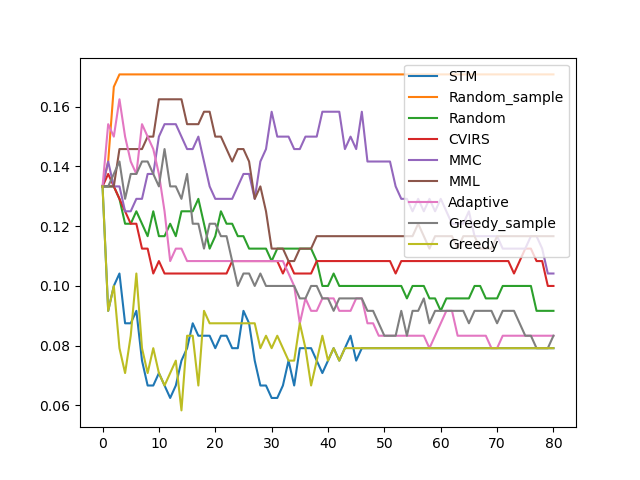 0.16
0.14
0.12
0.10
0.08
0.06
0 10 20 30 40 50 60 70 80
STM
Random_sample
Random
CVIRS
MMC
MML
Adaptive
Greedy_sample
Greedy